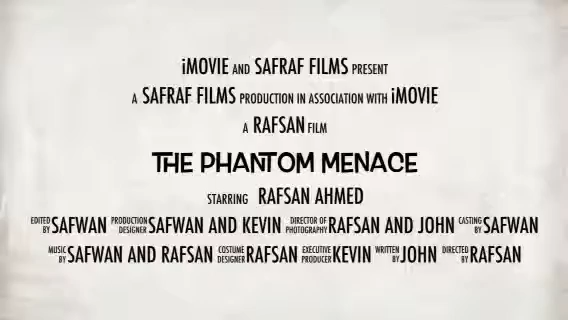 iMOVIE AND SAFRAF FILMS PRESENT
A SAFRAF FILMS PRODUCTION IN ASSOCIATION WITH iMOVIE
A RAFSAN FILM
THE PHANTOM MENACE
STARRING RAFSAN AHMED
EDITED BY SAFWAN PRODUCTION DESIGNER SAFWAN AND KEVIN DIRECTOR OF PHOTOGRAPHY RAFSAN AND JOHN CASTING BY SAFWAN
MUSIC BY SAFWAN AND RAFSAN COSTUME DESIGNER RAFSAN EXECUTIVE PRODUCER KEVIN WRITTEN BY JOHN DIRECTED BY RAFSAN